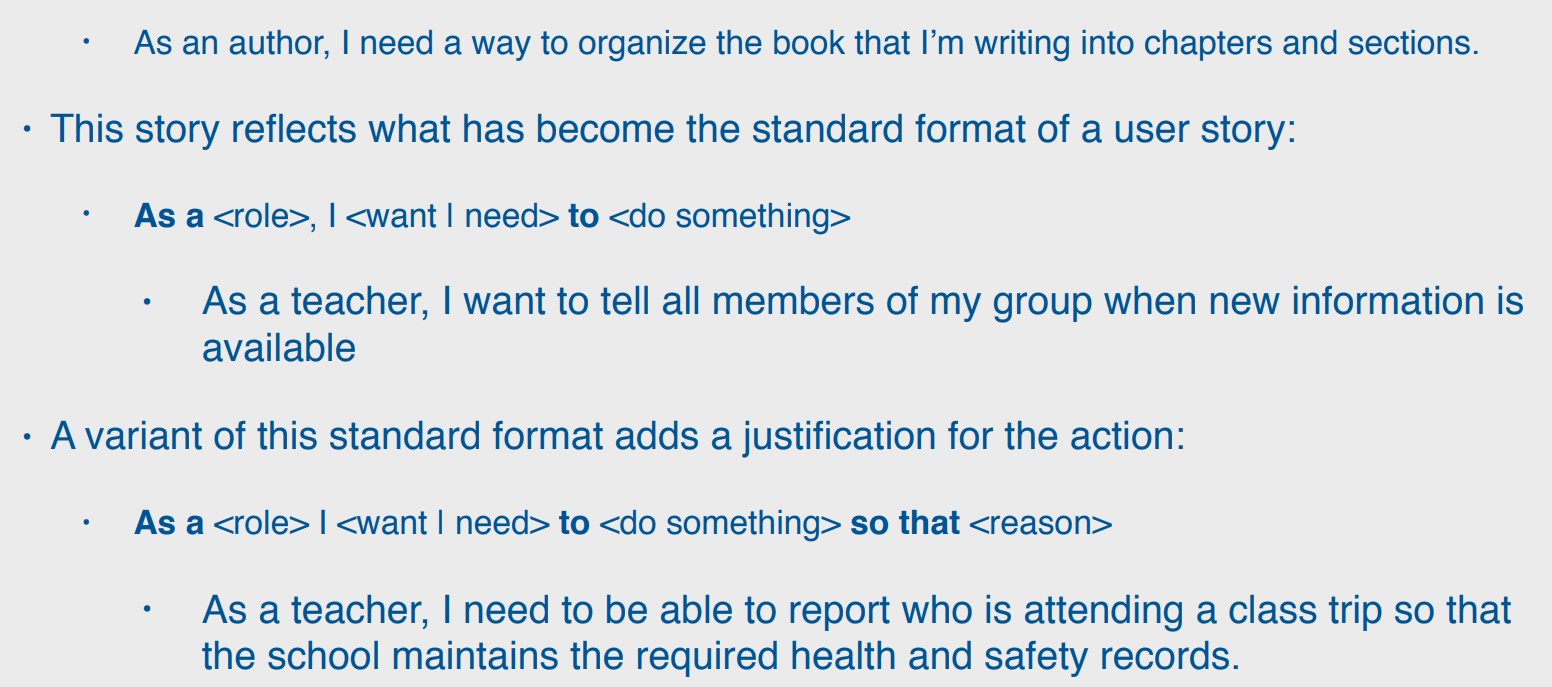 • As an author, I need a way to organize the book that I’m writing into chapters and sections.
• This story reflects what has become the standard format of a user story:
• As a <role>, I <want | need> to <do something>
• As a teacher, I want to tell all members of my group when new information is
available
• A variant of this standard format adds a justification for the action:
• As a <role> I <want | need> to <do something> so that <reason>
• As a teacher, I need to be able to report who is attending a class trip so that
the school maintains the required health and safety records.